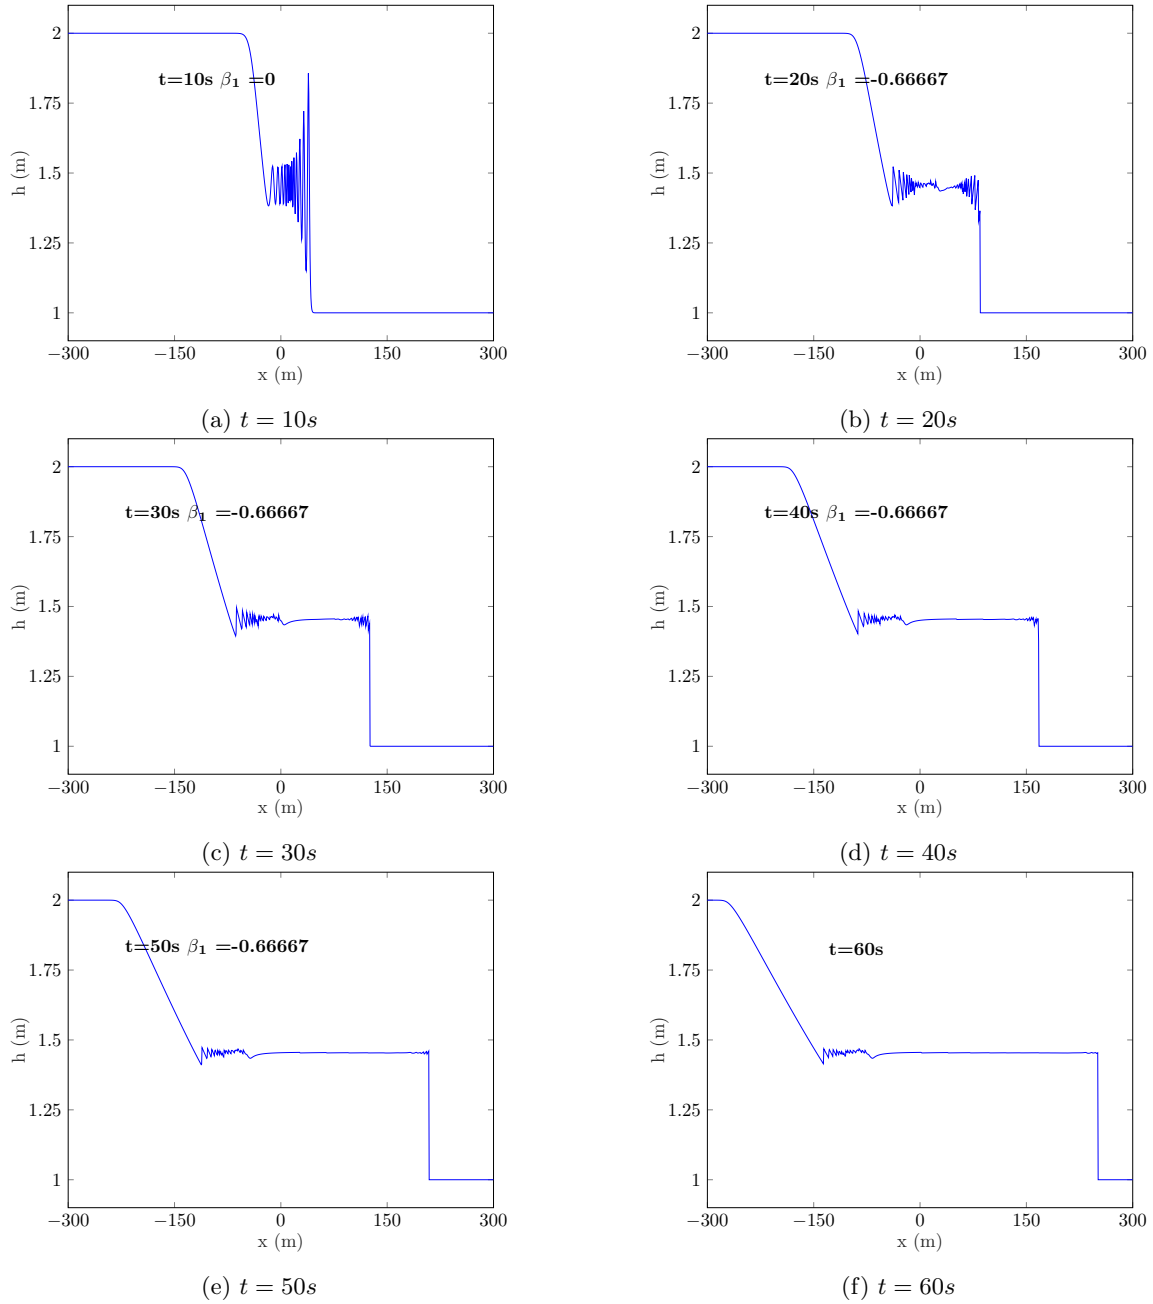 2
1.75
1.5
1.25
1
h (m)
t=10s β₁ =0
−300 −150 0 150 300
x (m)
(a) t = 10s
2
1.75
1.5
1.25
1
h (m)
t=20s β₁ =-0.66667
−300 −150 0 150 300
x (m)
(b) t = 20s
2
1.75
1.5
1.25
1
h (m)
t=30s β₁ =-0.66667
−300 −150 0 150 300
x (m)
(c) t = 30s
2
1.75
1.5
1.25
1
h (m)
t=40s β₁ =-0.66667
−300 −150 0 150 300
x (m)
(d) t = 40s
2
1.75
1.5
1.25
1
h (m)
t=50s β₁ =-0.66667
−300 −150 0 150 300
x (m)
(e) t = 50s
2
1.75
1.5
1.25
1
h (m)
t=60s
−300 −150 0 150 300
x (m)
(f) t = 60s